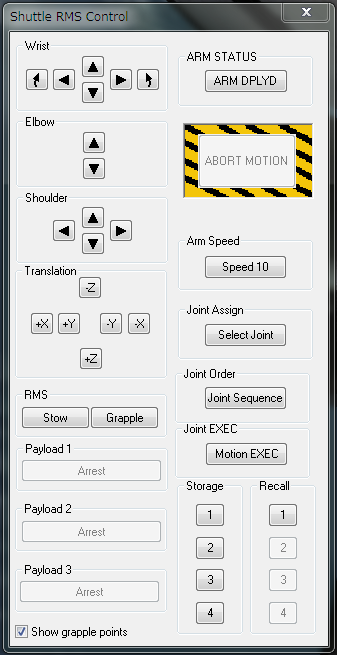 Shuttle RMS Control
x
Wrist
Elbow
Shoulder
Translation
-Z
+X
+Y
-Y
-X
+Z
RMS
Stow
Grapple
Payload 1
Arrest
Payload 2
Arrest
Payload 3
Arrest
Show grapple points
ARM STATUS
ARM DPLYD
ABORT MOTION
Arm Speed
Speed 10
Joint Assign
Select Joint
Joint Order
Joint Sequence
Joint EXEC
Motion EXEC
Storage
1
2
3
4
Recall
1
2
3
4